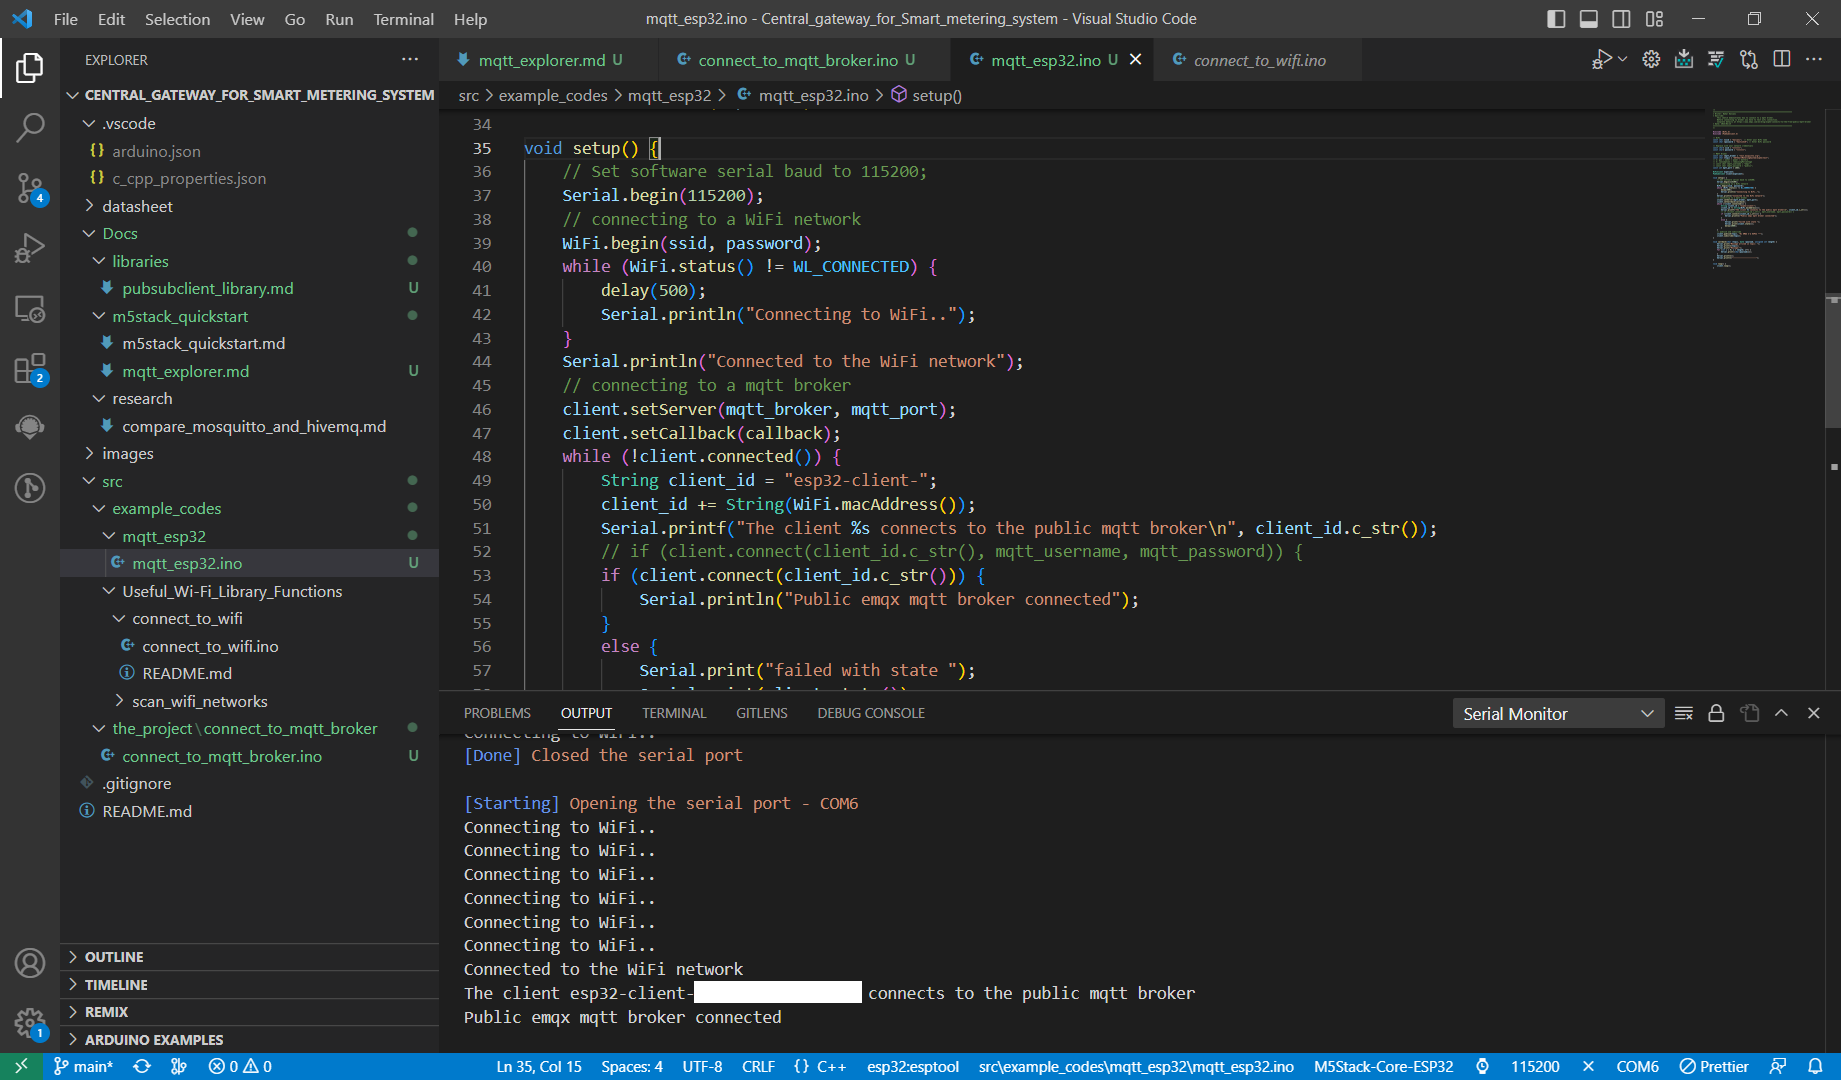 File Edit Selection View Go Run Terminal Help
mqtt_esp32.ino - Central_gateway_for_Smart_metering_system - Visual Studio Code
EXPLORER
CENTRAL_GATEWAY_FOR_SMART_METERING_SYSTEM
.vscode
{} arduino.json
{} c_cpp_properties.json
datasheet
Docs
libraries
pubsubclient_library.md U
m5stack_quickstart
m5stack_quickstart.md
mqtt_explorer.md U
research
compare_mosquitto_and_hivemq.md
images
src
example_codes
mqtt_esp32
mqtt_esp32.ino U
Useful_Wi-Fi_Library_Functions
connect_to_wifi
connect_to_wifi.ino
README.md
scan_wifi_networks
the_project\connect_to_mqtt_broker
connect_to_mqtt_broker.ino U
.gitignore
README.md
OUTLINE
TIMELINE
REMIX
ARDUINO EXAMPLES
4
2
1
mqtt_explorer.md U
connect_to_mqtt_broker.ino U
mqtt_esp32.ino U
connect_to_wifi.ino
src > example_codes > mqtt_esp32 > mqtt_esp32.ino > setup()
34
35 void setup() {
36 // Set software serial baud to 115200;
37 Serial.begin(115200);
38 // connecting to a WiFi network
39 WiFi.begin(ssid, password);
40 while (WiFi.status() != WL_CONNECTED) {
41 delay(500);
42 Serial.println("Connecting to WiFi..");
43 }
44 Serial.println("Connected to the WiFi network");
45 // connecting to a mqtt broker
46 client.setServer(mqtt_broker, mqtt_port);
47 client.setCallback(callback);
48 while (!client.connected()) {
49 String client_id = "esp32-client-";
50 client_id += String(WiFi.macAddress());
51 Serial.printf("The client %s connects to the public mqtt broker\n", client_id.c_str());
52 // if (client.connect(client_id.c_str(), mqtt_username, mqtt_password)) {
53 if (client.connect(client_id.c_str())) {
54 Serial.println("Public emqx mqtt broker connected");
55 }
56 else {
57 Serial.print("failed with state ");
PROBLEMS OUTPUT TERMINAL GITLENS DEBUG CONSOLE
Serial Monitor
Connecting to WiFi..
[Done] Closed the serial port
[Starting] Opening the serial port - COM6
Connecting to WiFi..
Connecting to WiFi..
Connecting to WiFi..
Connecting to WiFi..
Connecting to WiFi..
Connecting to WiFi..
Connected to the WiFi network
The client esp32-client- connects to the public mqtt broker
Public emqx mqtt broker connected
main* 0 0 Ln 35, Col 15 Spaces: 4 UTF-8 CRLF {} C++ esp32:esptool src\example_codes\mqtt_esp32\mqtt_esp32.ino M5Stack-Core-ESP32 115200 COM6 Prettier